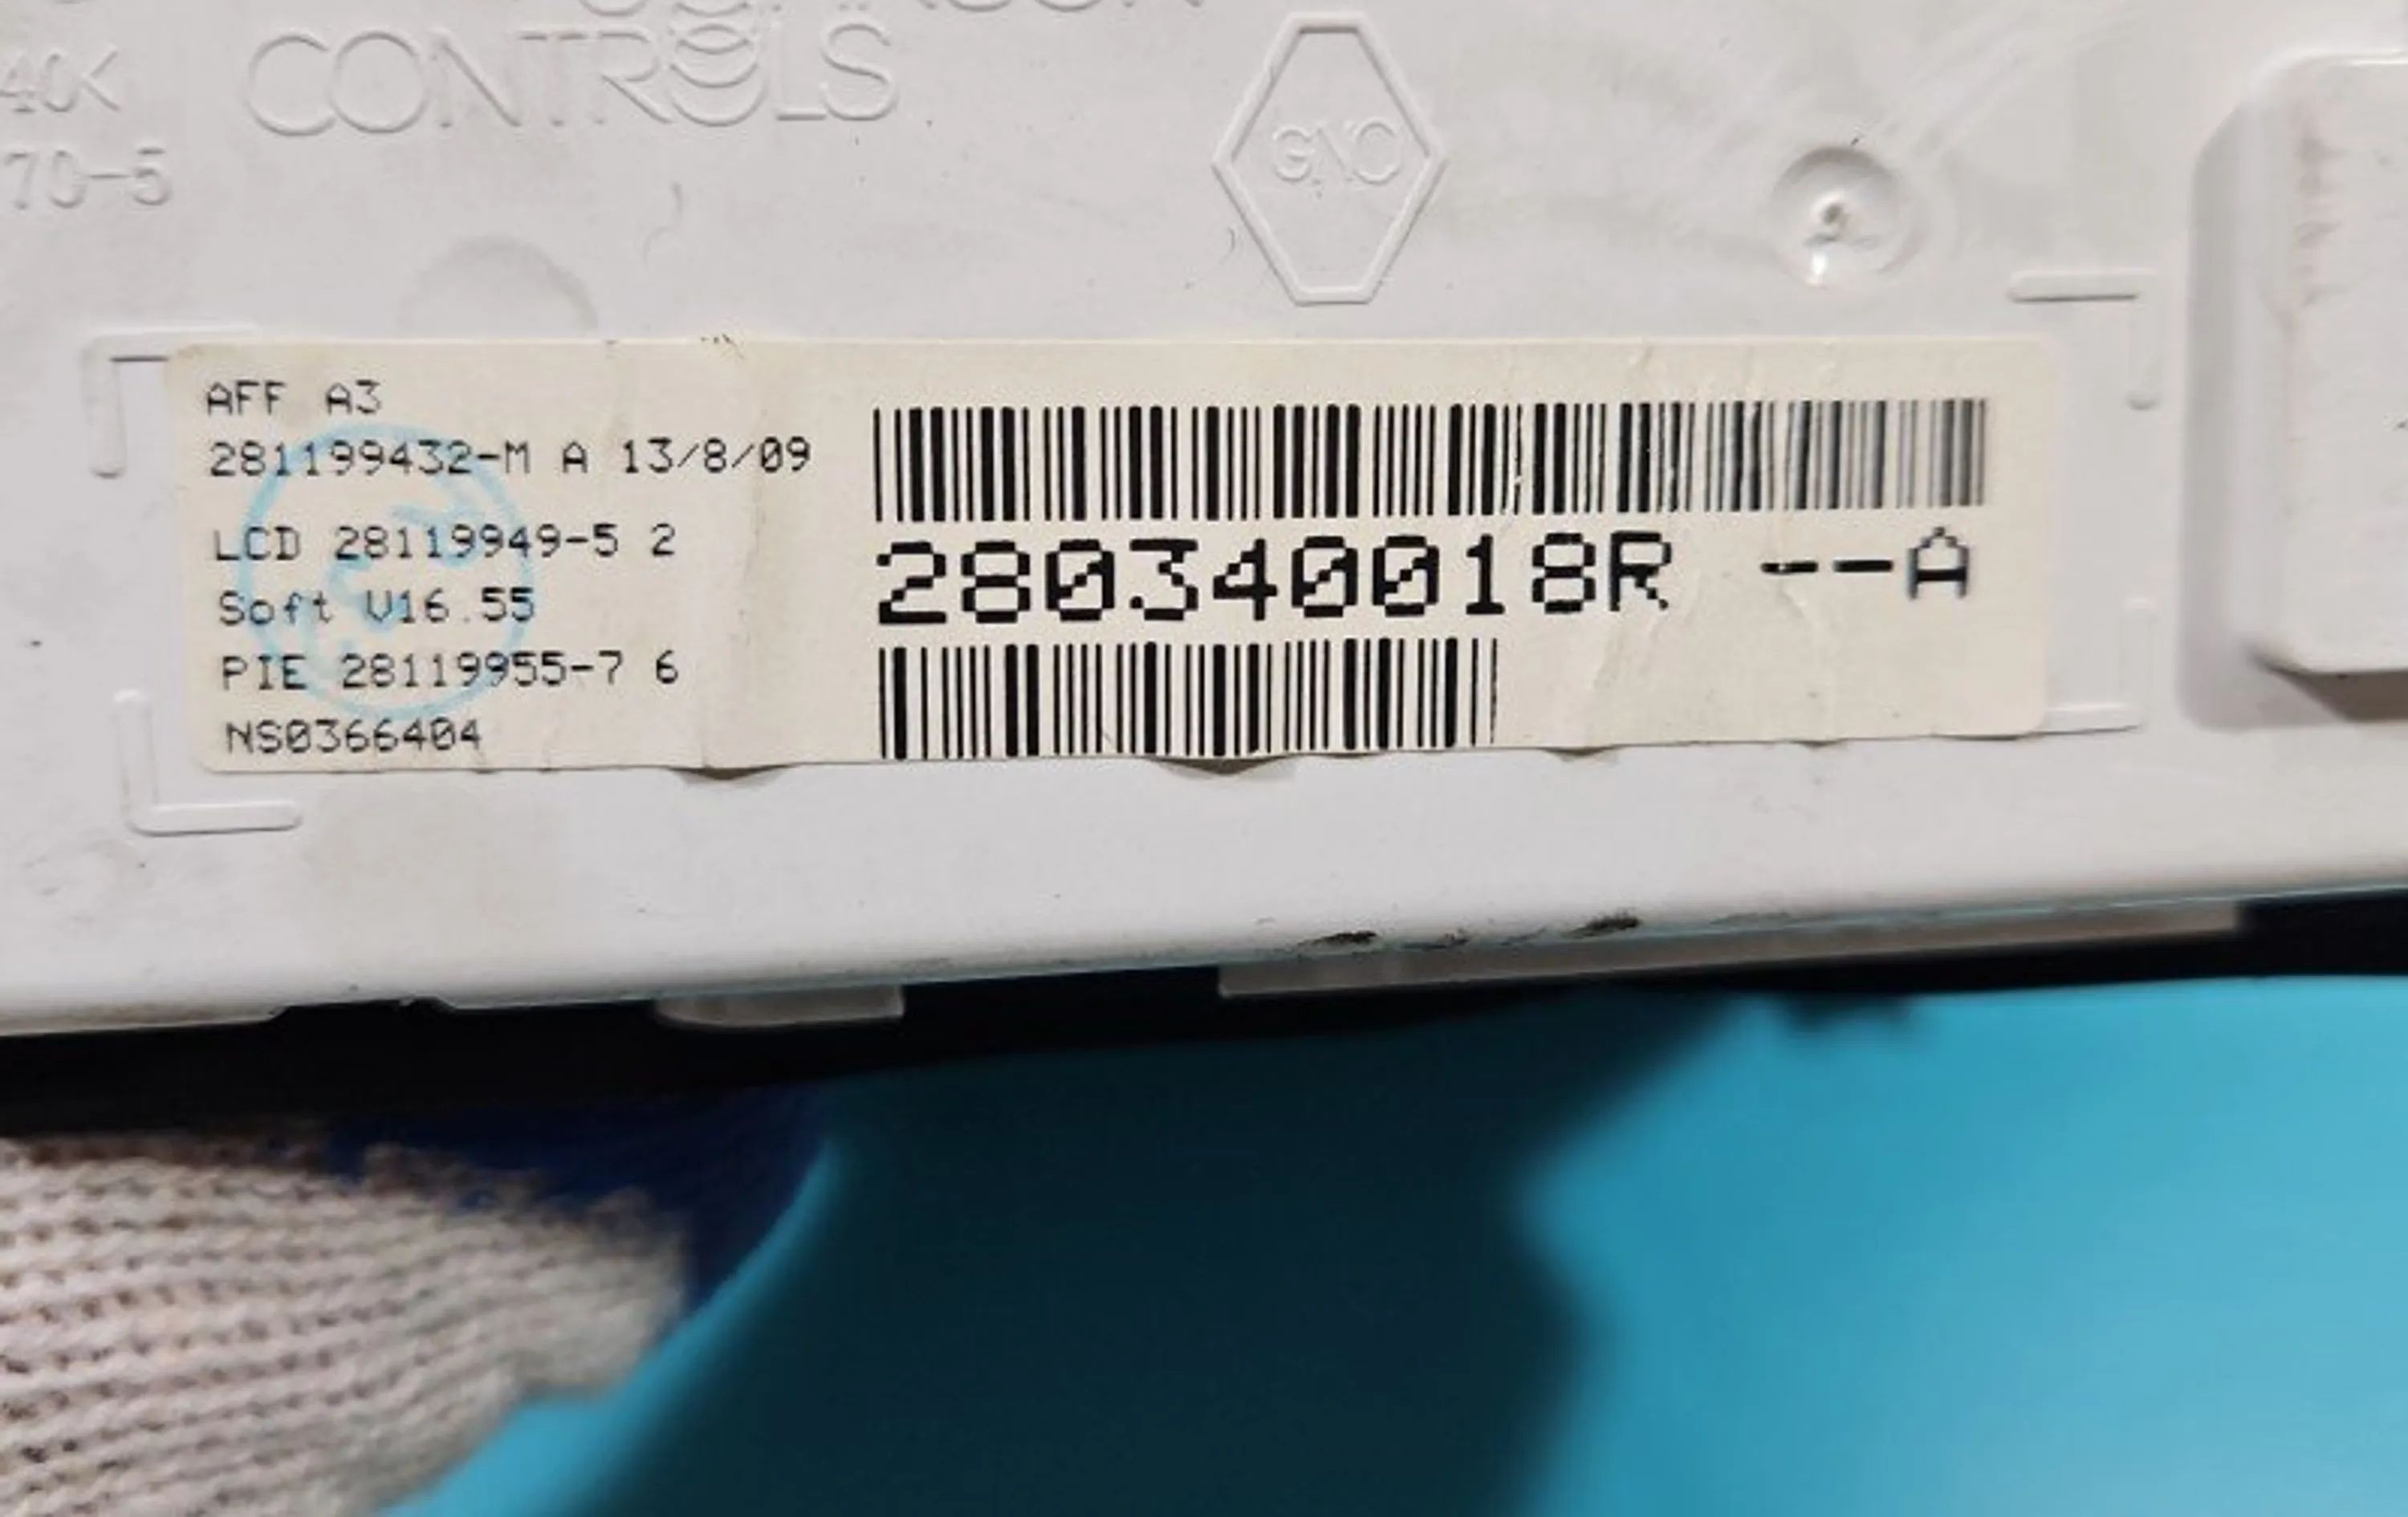 CONTROLS
40<
70-5
GNO
AFF A3
281199432-M A 13/8/09
LCD 28119949-5 2
Soft V16.55
PIE 28119955-7 6
NS0366404
280340018R --A